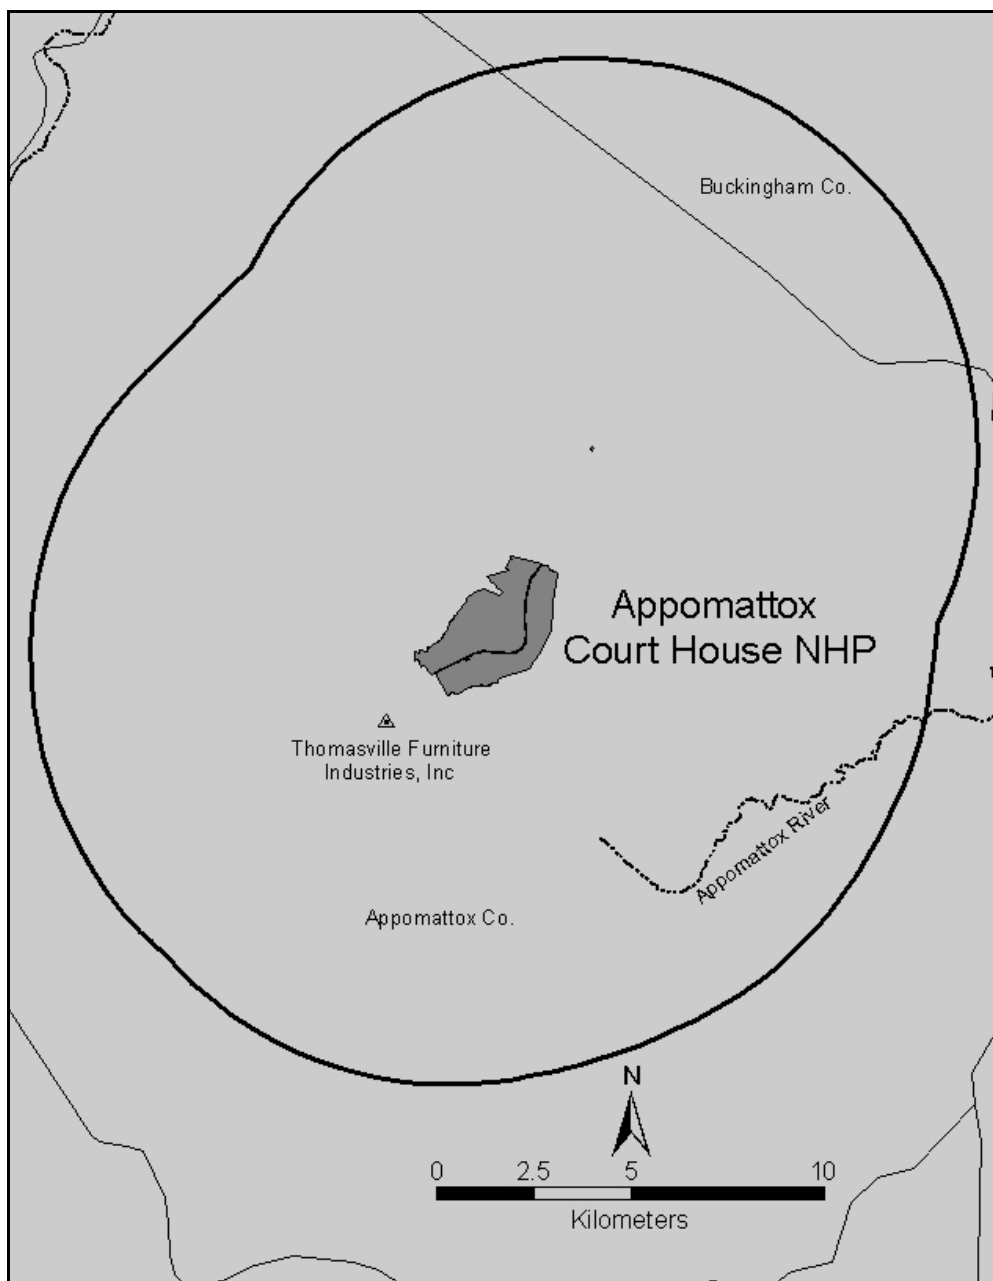 Buckingham Co.
Appomattox
Court House NHP
Thomasville Furniture
Industries, Inc
Appomattox River
Appomattox Co.
N
0 2.5 5 10
Kilometers